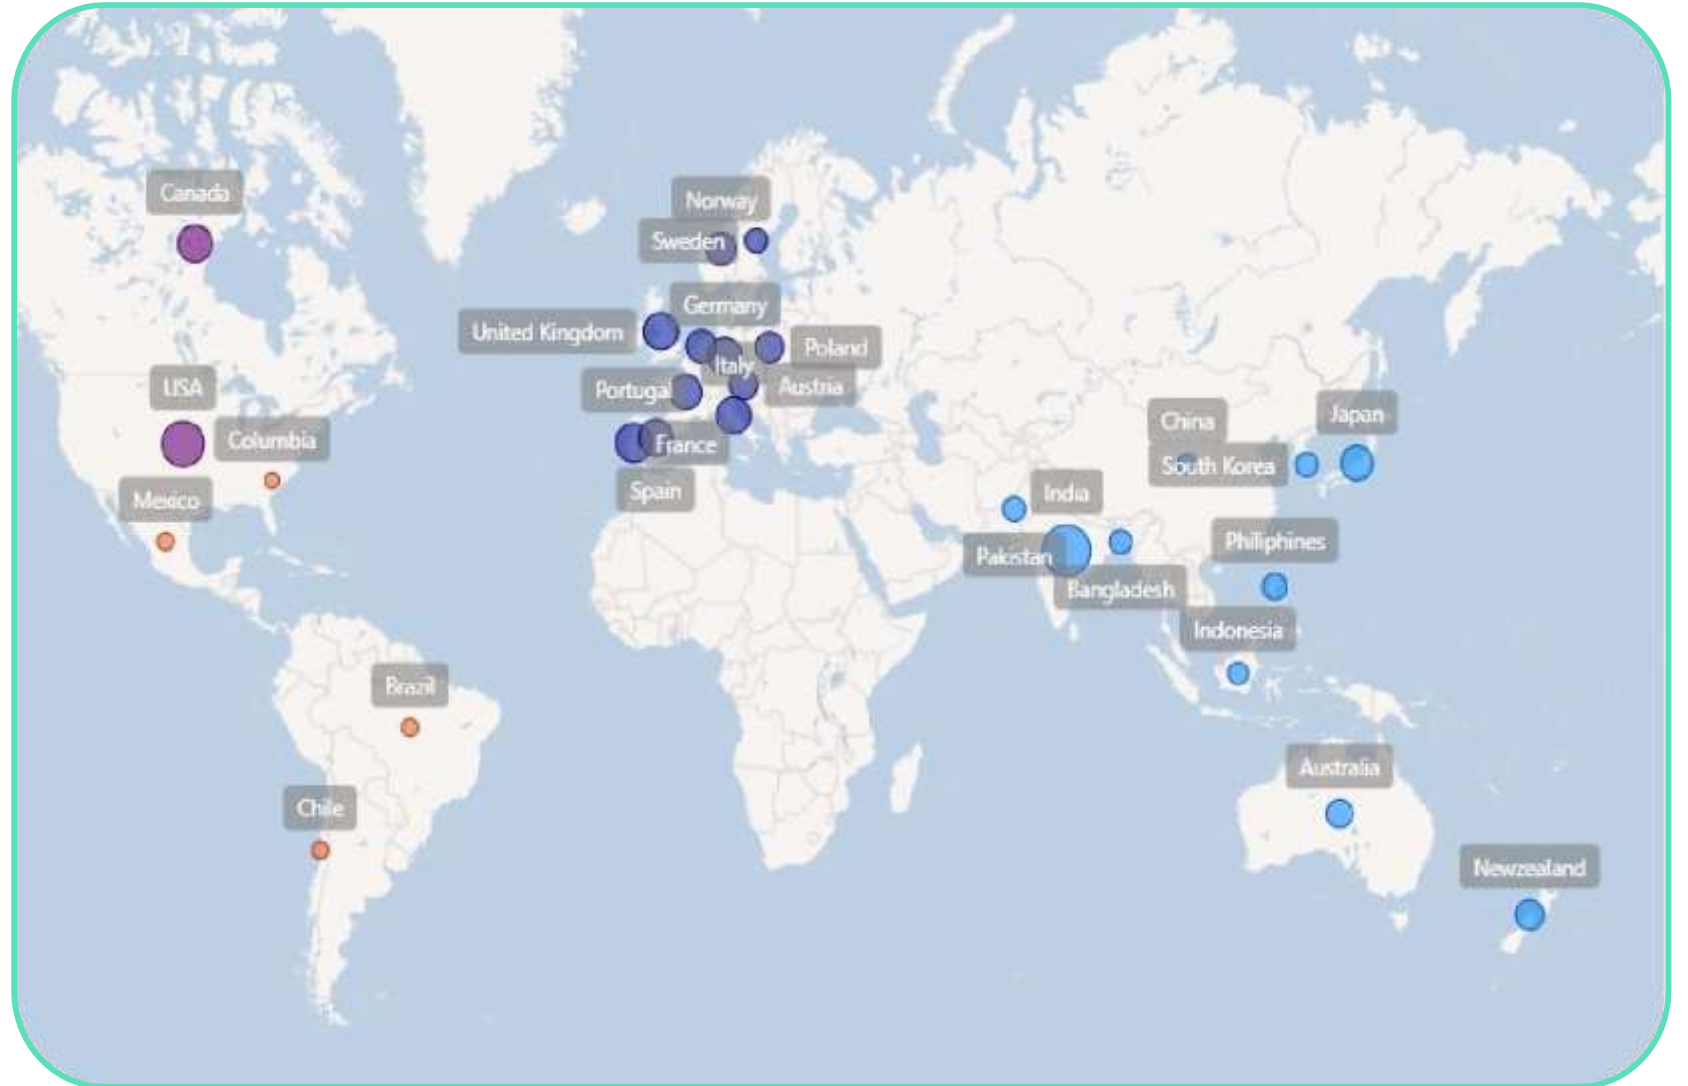 Canada
Norway
Sweden
Germany
United Kingdom
Poland
Italy
USA
Portugal
Austria
Columbia
France
China
Japan
South Korea
Mexico
Spain
India
Philiphines
Pakistan
Bangladesh
Indonesia
Brazil
Australia
Chile
Newzealand